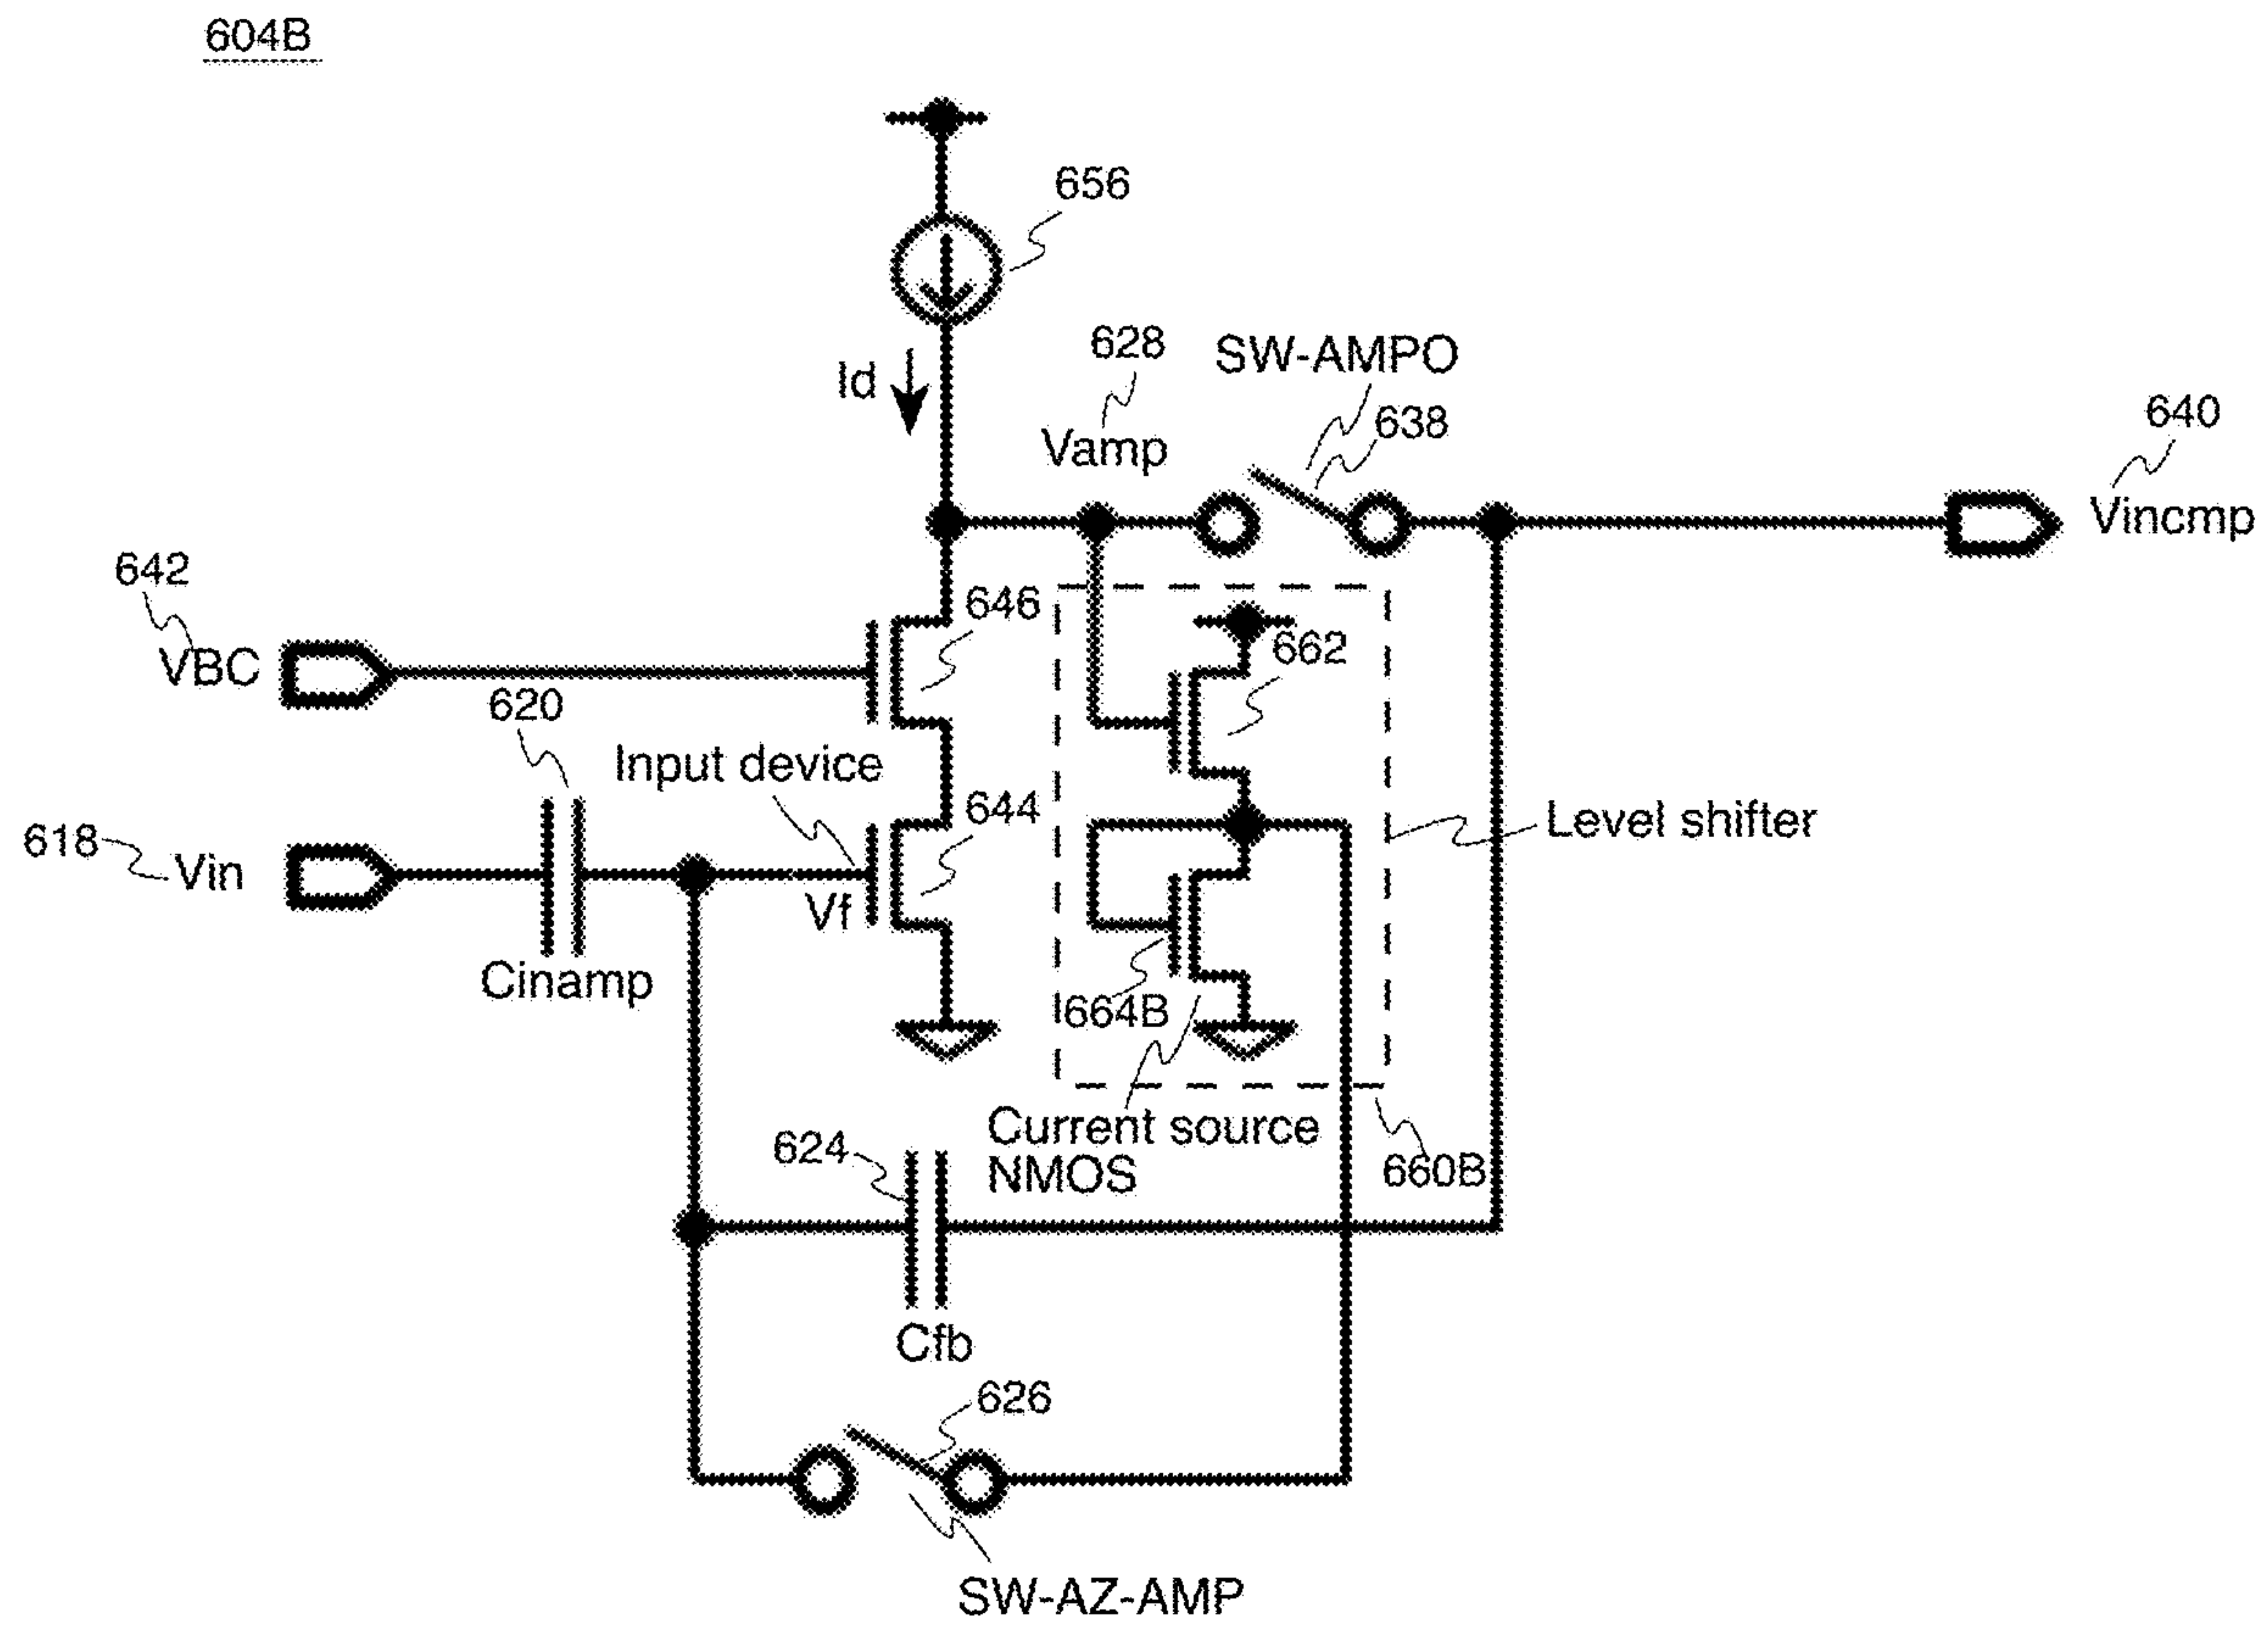 604B
656
Id
628
Vamp
SW-AMPO
638
640
Vincmp
642
VBC
646
662
620
Input device
644
618
Vin
Vf
Cinamp
Level shifter
664B
Current source
NMOS
660B
624
Cfb
626
SW-AZ-AMP